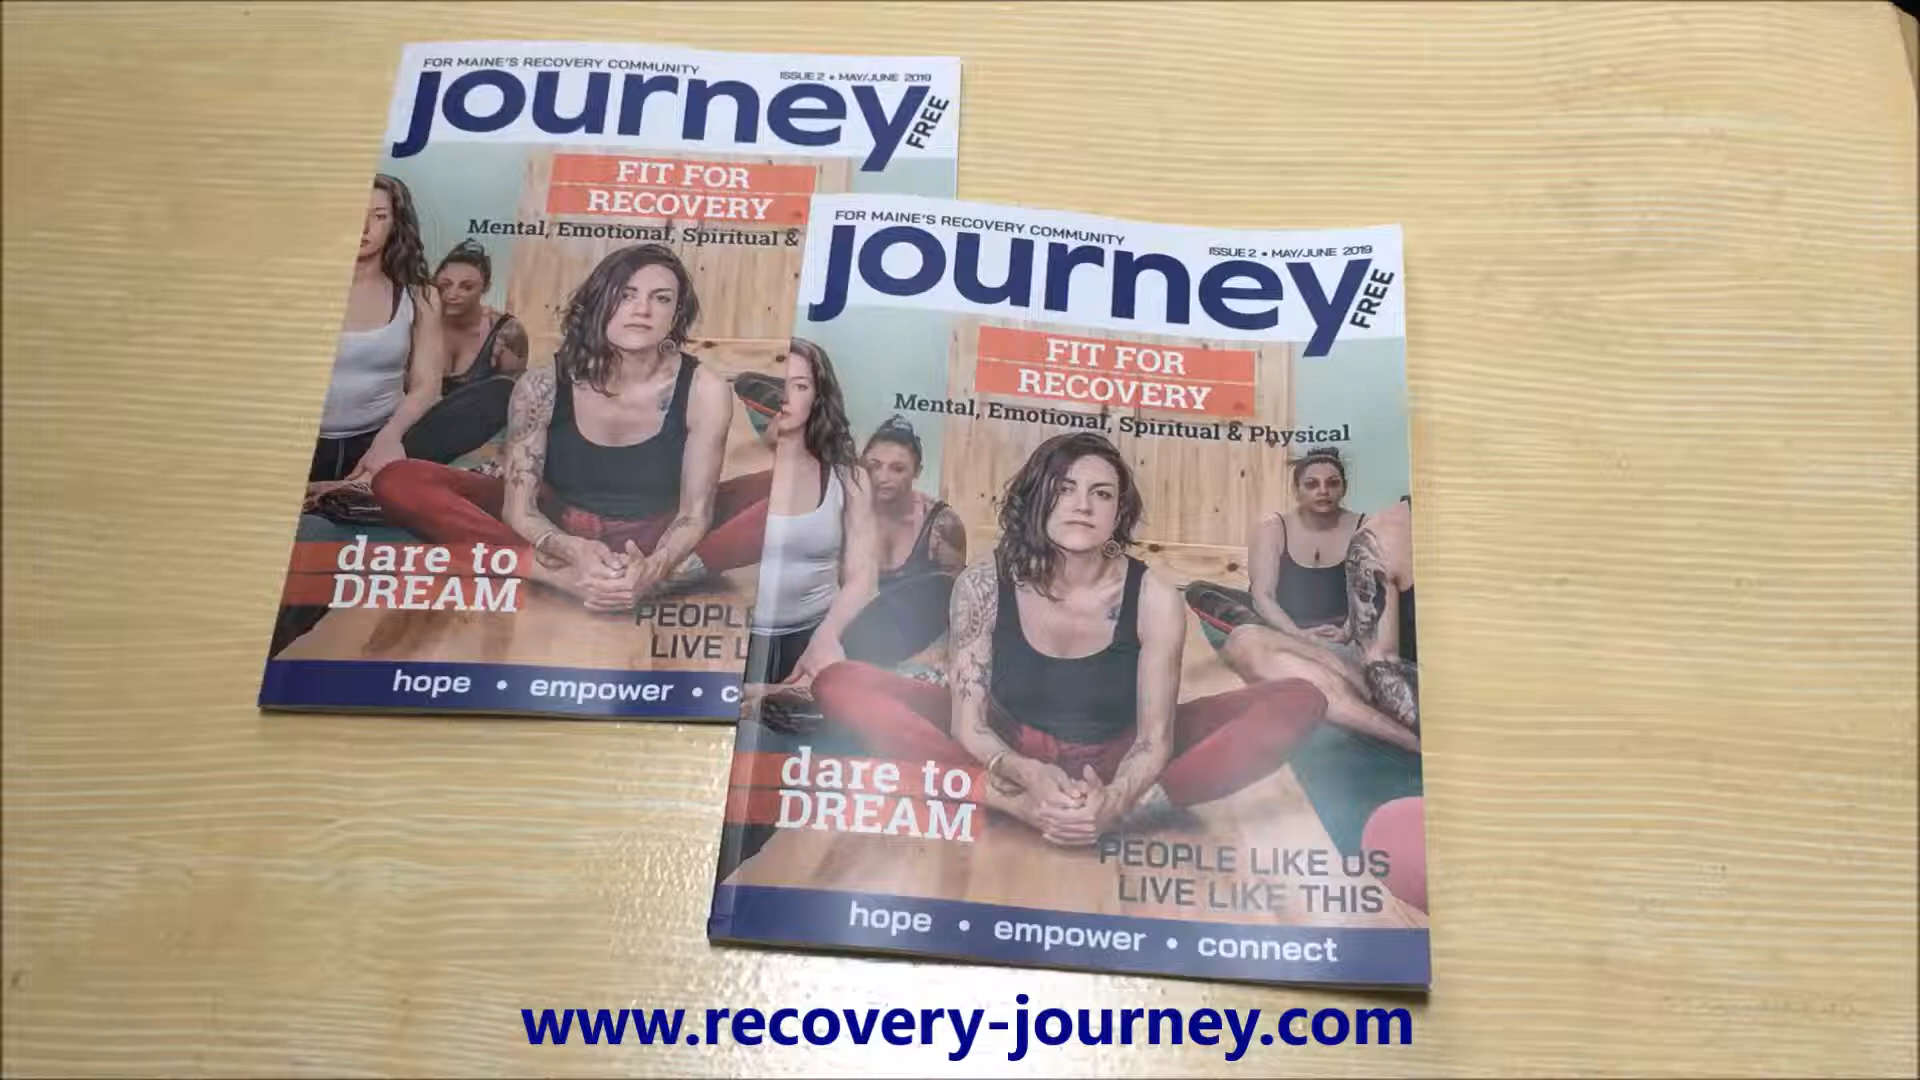 FOR MAINE'S RECOVERY COMMUNITY
ISSUE 2 • MAY/JUNE 2019
journey
FREE
FIT FOR
RECOVERY
Mental, Emotional, Spiritual &
dare to
DREAM
PEOPLE
LIVE L
hope • empower • c
FOR MAINE'S RECOVERY COMMUNITY
ISSUE 2 • MAY/JUNE 2019
journey
FREE
FIT FOR
RECOVERY
Mental, Emotional, Spiritual & Physical
dare to
DREAM
PEOPLE LIKE US
LIVE LIKE THIS
hope • empower • connect
www.recovery-journey.com